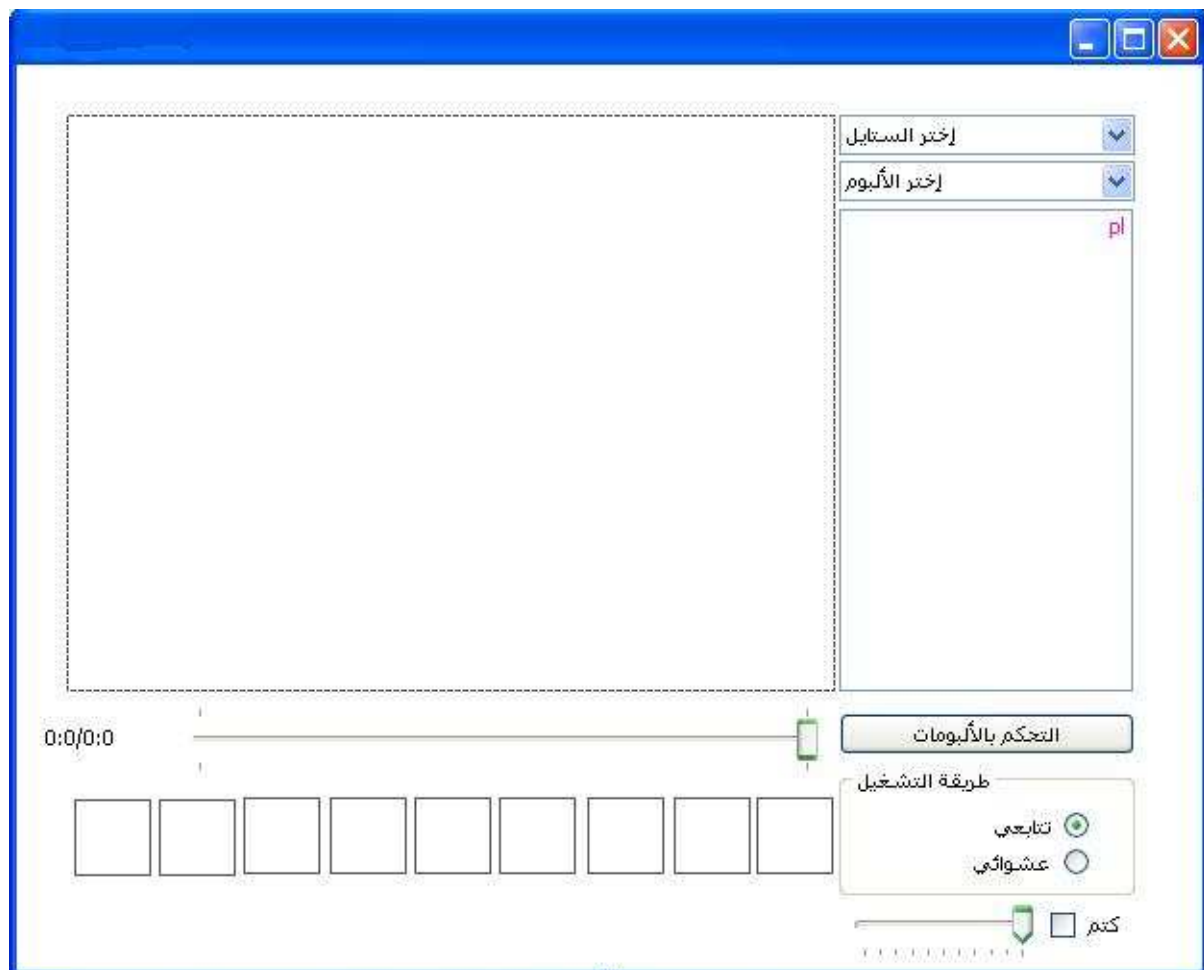 إختر الستايل
إختر الألبوم
pl
0:0/0:0
التحكم بالألبومات
طريقة التشغيل
تتابعي
عشوائي
كتم